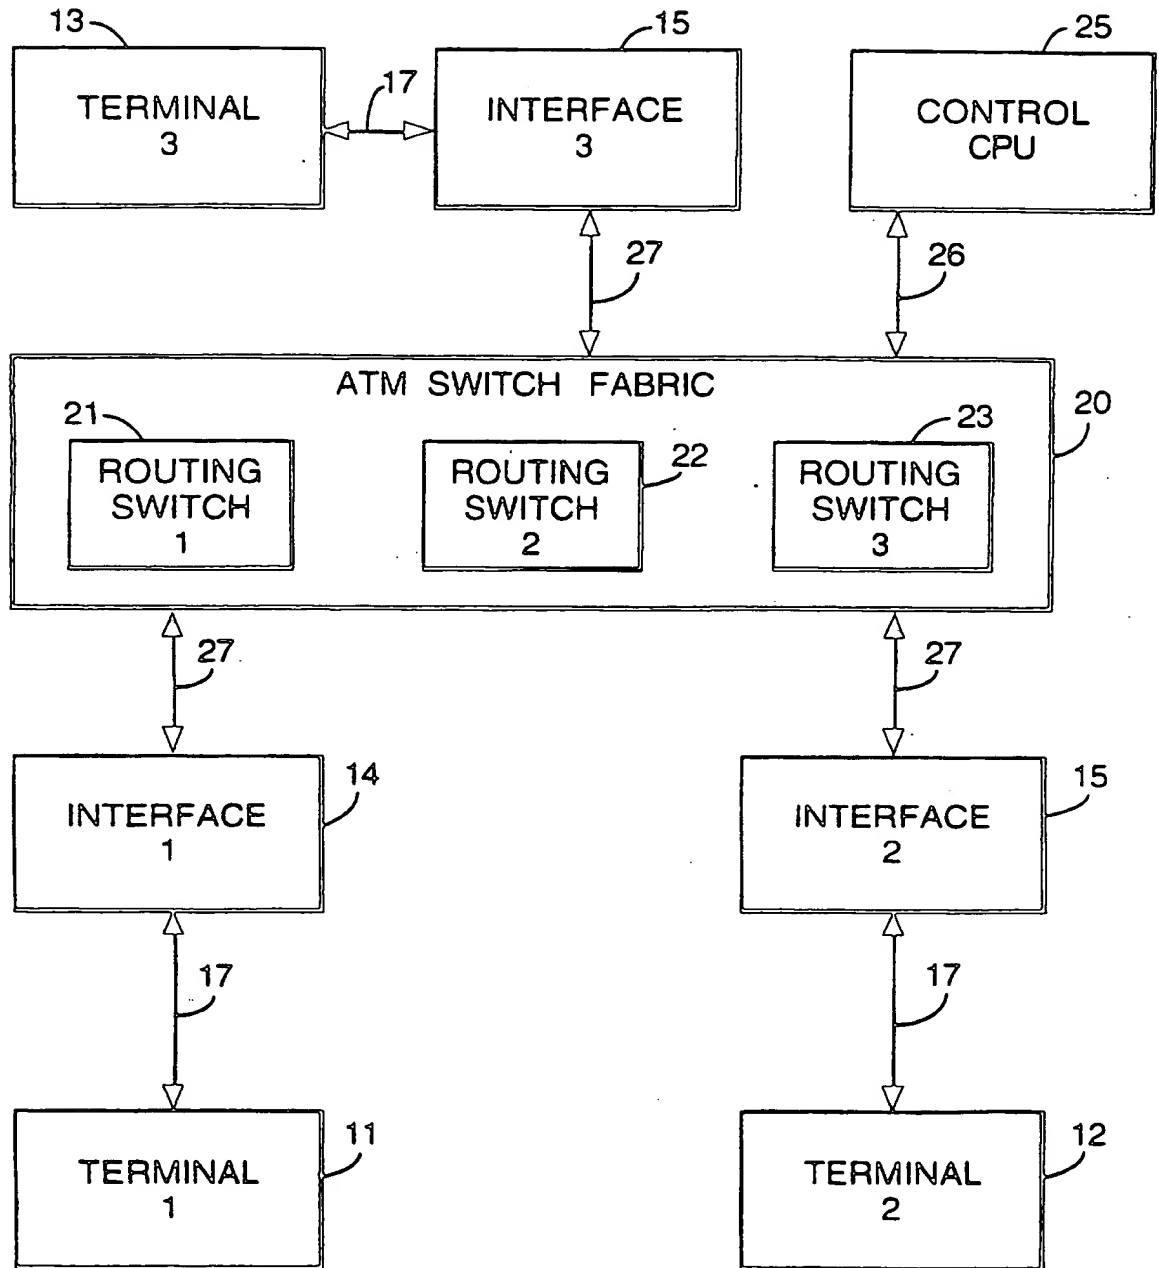 13
TERMINAL
3
17
15
INTERFACE
3
25
CONTROL
CPU
27
26
ATM SWITCH FABRIC
20
21
ROUTING
SWITCH
1
22
ROUTING
SWITCH
2
23
ROUTING
SWITCH
3
27
27
14
INTERFACE
1
15
INTERFACE
2
17
17
11
TERMINAL
1
12
TERMINAL
2